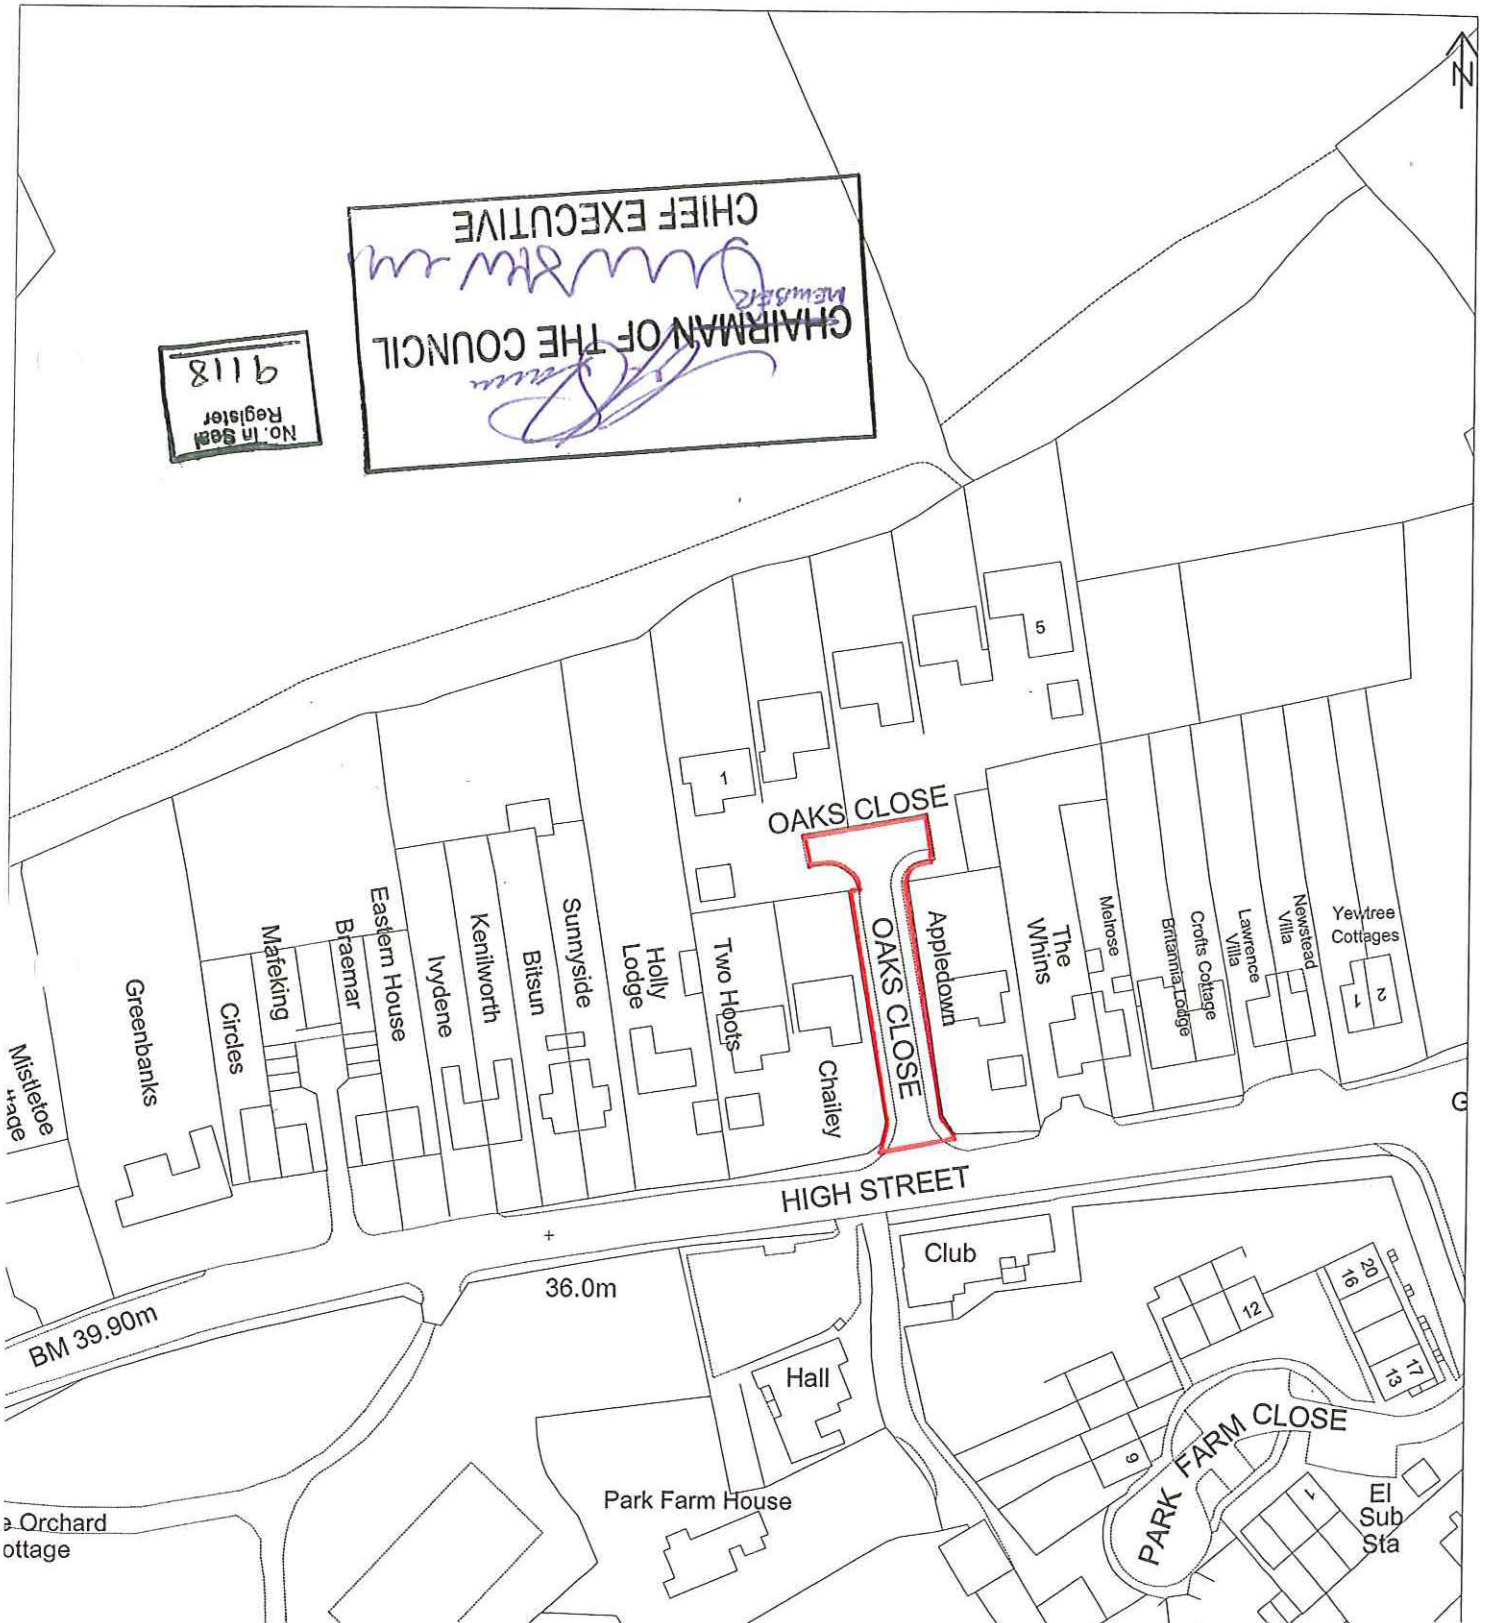 N
CHIEF EXECUTIVE
MEMBER
CHAIRMAN OF THE COUNCIL
No. In Seal
Register
9118
5
1
OAKS CLOSE
OAKS CLOSE
Mistletoe
ttage
Greenbanks
Circles
Mafeking
Braemar
Eastern House
Ivydene
Kenilworth
Bitsun
Sunnyside
Holly
Lodge
Two Hoots
Chailey
Appledown
The
Whins
Melrose
Britannia Lodge
Crofts Cottage
Lawrence
Villa
Newstead
Villa
Yewtree
Cottages
1
2
G
HIGH STREET
+
36.0m
BM 39.90m
Club
Hall
Park Farm House
e Orchard
ottage
12
16
20
13
17
9
PARK FARM CLOSE
1
El
Sub
Sta